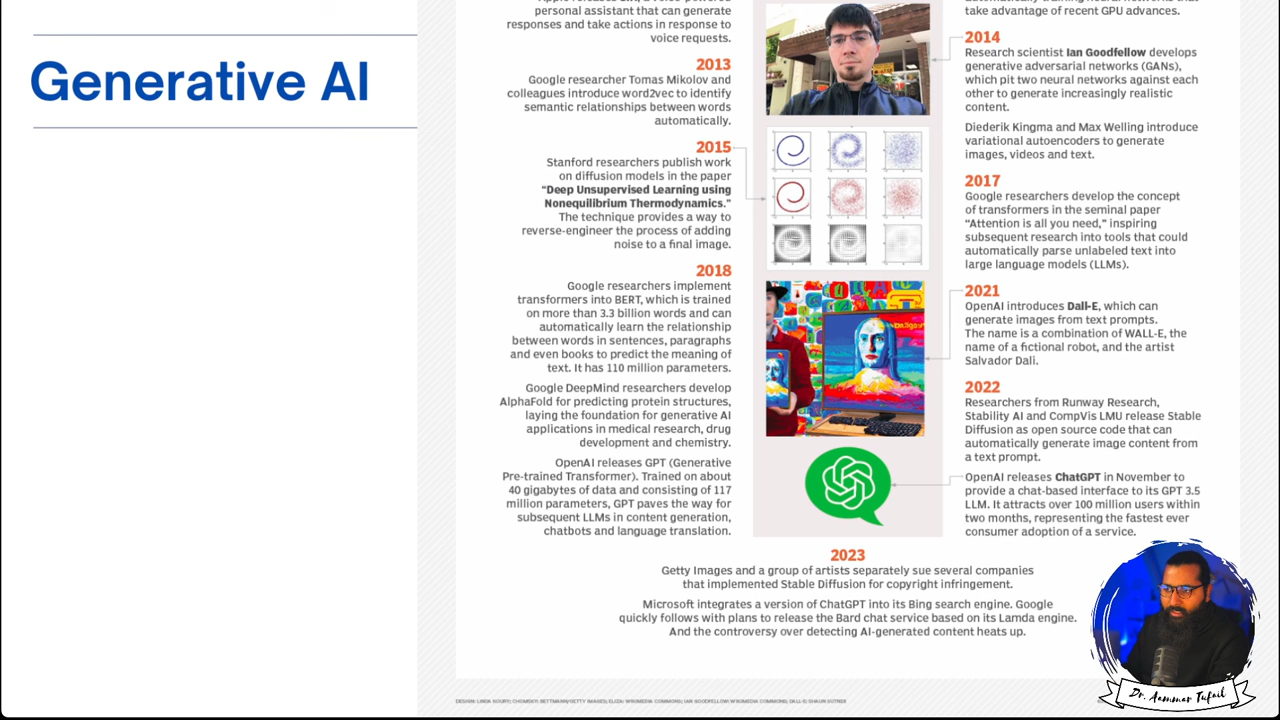 Generative AI
personal assistant that can generate
responses and take actions in response to
voice requests.
2013
Google researcher Tomas Mikolov and
colleagues introduce word2vec to identify
semantic relationships between words
automatically.
2015
Stanford researchers publish work
on diffusion models in the paper
“Deep Unsupervised Learning using
Nonequilibrium Thermodynamics.”
The technique provides a way to
reverse-engineer the process of adding
noise to a final image.
2018
Google researchers implement
transformers into BERT, which is trained
on more than 3.3 billion words and can
automatically learn the relationship
between words in sentences, paragraphs
and even books to predict the meaning of
text. It has 110 million parameters.
Google DeepMind researchers develop
AlphaFold for predicting protein structures,
laying the foundation for generative AI
applications in medical research, drug
development and chemistry.
OpenAI releases GPT (Generative
Pre-trained Transformer). Trained on about
40 gigabytes of data and consisting of 117
million parameters, GPT paves the way for
subsequent LLMs in content generation,
chatbots and language translation.
take advantage of recent GPU advances.
2014
Research scientist Ian Goodfellow develops
generative adversarial networks (GANs),
which pit two neural networks against each
other to generate increasingly realistic
content.
Diederik Kingma and Max Welling introduce
variational autoencoders to generate
images, videos and text.
2017
Google researchers develop the concept
of transformers in the seminal paper
“Attention is all you need,” inspiring
subsequent research into tools that could
automatically parse unlabeled text into
large language models (LLMs).
2021
OpenAI introduces Dall-E, which can
generate images from text prompts.
The name is a combination of WALL-E, the
name of a fictional robot, and the artist
Salvador Dali.
2022
Researchers from Runway Research,
Stability AI and CompVis LMU release Stable
Diffusion as open source code that can
automatically generate image content from
a text prompt.
OpenAI releases ChatGPT in November to
provide a chat-based interface to its GPT 3.5
LLM. It attracts over 100 million users within
two months, representing the fastest ever
consumer adoption of a service.
2023
Getty Images and a group of artists separately sue several companies
that implemented Stable Diffusion for copyright infringement.
Microsoft integrates a version of ChatGPT into its Bing search engine. Google
quickly follows with plans to release the Bard chat service based on its Lamda engine.
And the controversy over detecting AI-generated content heats up.
DESIGN: LINDA KOURY; CHOMSKY: BETTMANN/GETTY IMAGES; ELIZA: WIKIMEDIA COMMONS; IAN GOODFELLOW: WIKIMEDIA COMMONS; DALL-E: SHAUN SUTNER
Dr. Aammar Tufail